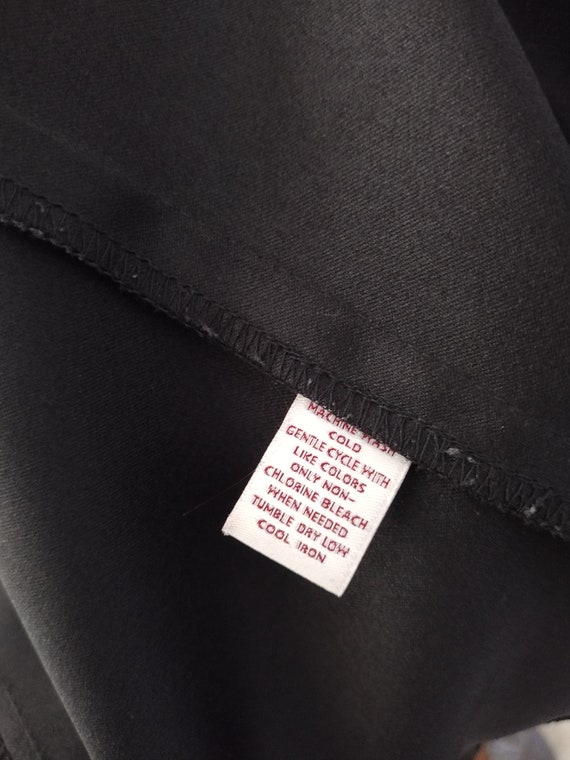 MACHINE WASH
COLD
GENTLE CYCLE WITH
LIKE COLORS
ONLY NON-
CHLORINE BLEACH
WHEN NEEDED
TUMBLE DRY LOW
COOL IRON